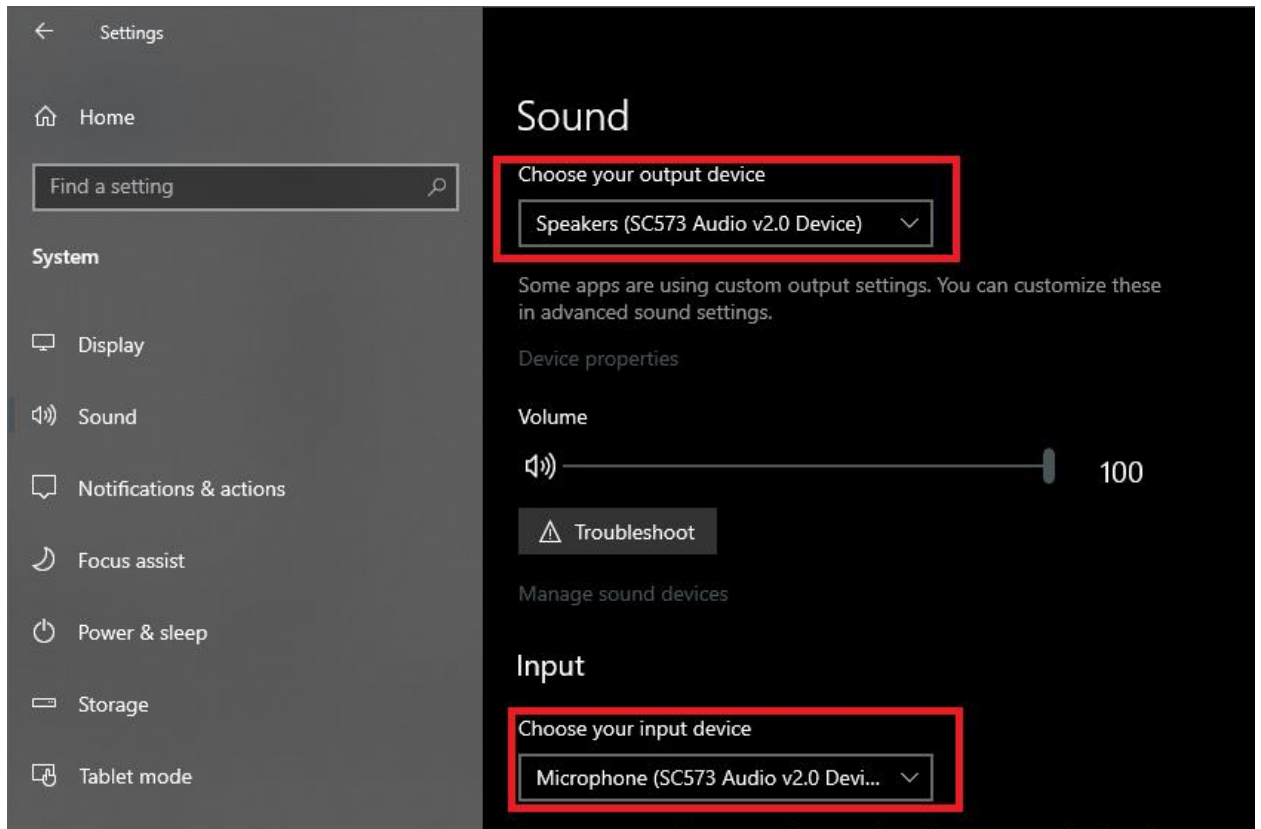 Settings
Home
Find a setting
System
Display
Sound
Notifications & actions
Focus assist
Power & sleep
Storage
Tablet mode
Sound
Choose your output device
Speakers (SC573 Audio v2.0 Device)
Some apps are using custom output settings. You can customize these
in advanced sound settings.
Device properties
Volume
100
Troubleshoot
Manage sound devices
Input
Choose your input device
Microphone (SC573 Audio v2.0 Devi...